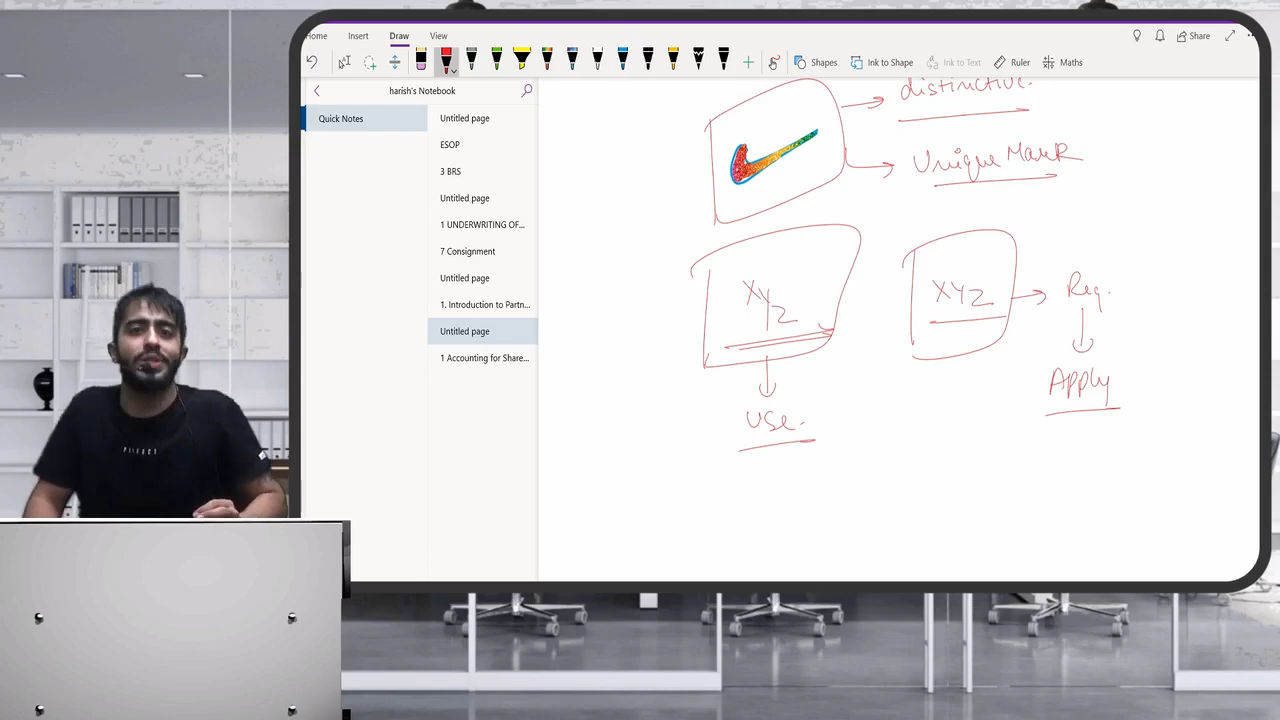 Home Insert Draw View Share
Ink to Shape Ink to Text Shapes Ruler Maths
harish's Notebook
Quick Notes
Untitled page
ESOP
3 BRS
Untitled page
1 UNDERWRITING OF...
7 Consignment
Untitled page
1. Introduction to Partn...
Untitled page
1 Accounting for Share...
distinctive.
Unique Mark
XYZ
XYZ
Reg.
Apply
Use.